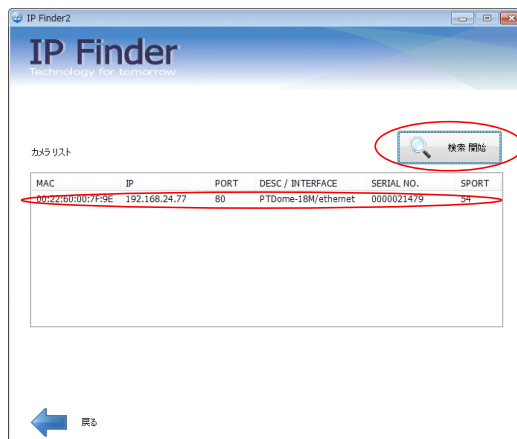 IP Finder2
IP Finder
Technology for tomorrow
検索 開始
カメラ リスト
MAC IP PORT DESC / INTERFACE SERIAL NO. SPORT
00:22:60:00:7F:9E 192.168.24.77 80 PTDome-18M/ethernet 0000021479 54
戻る